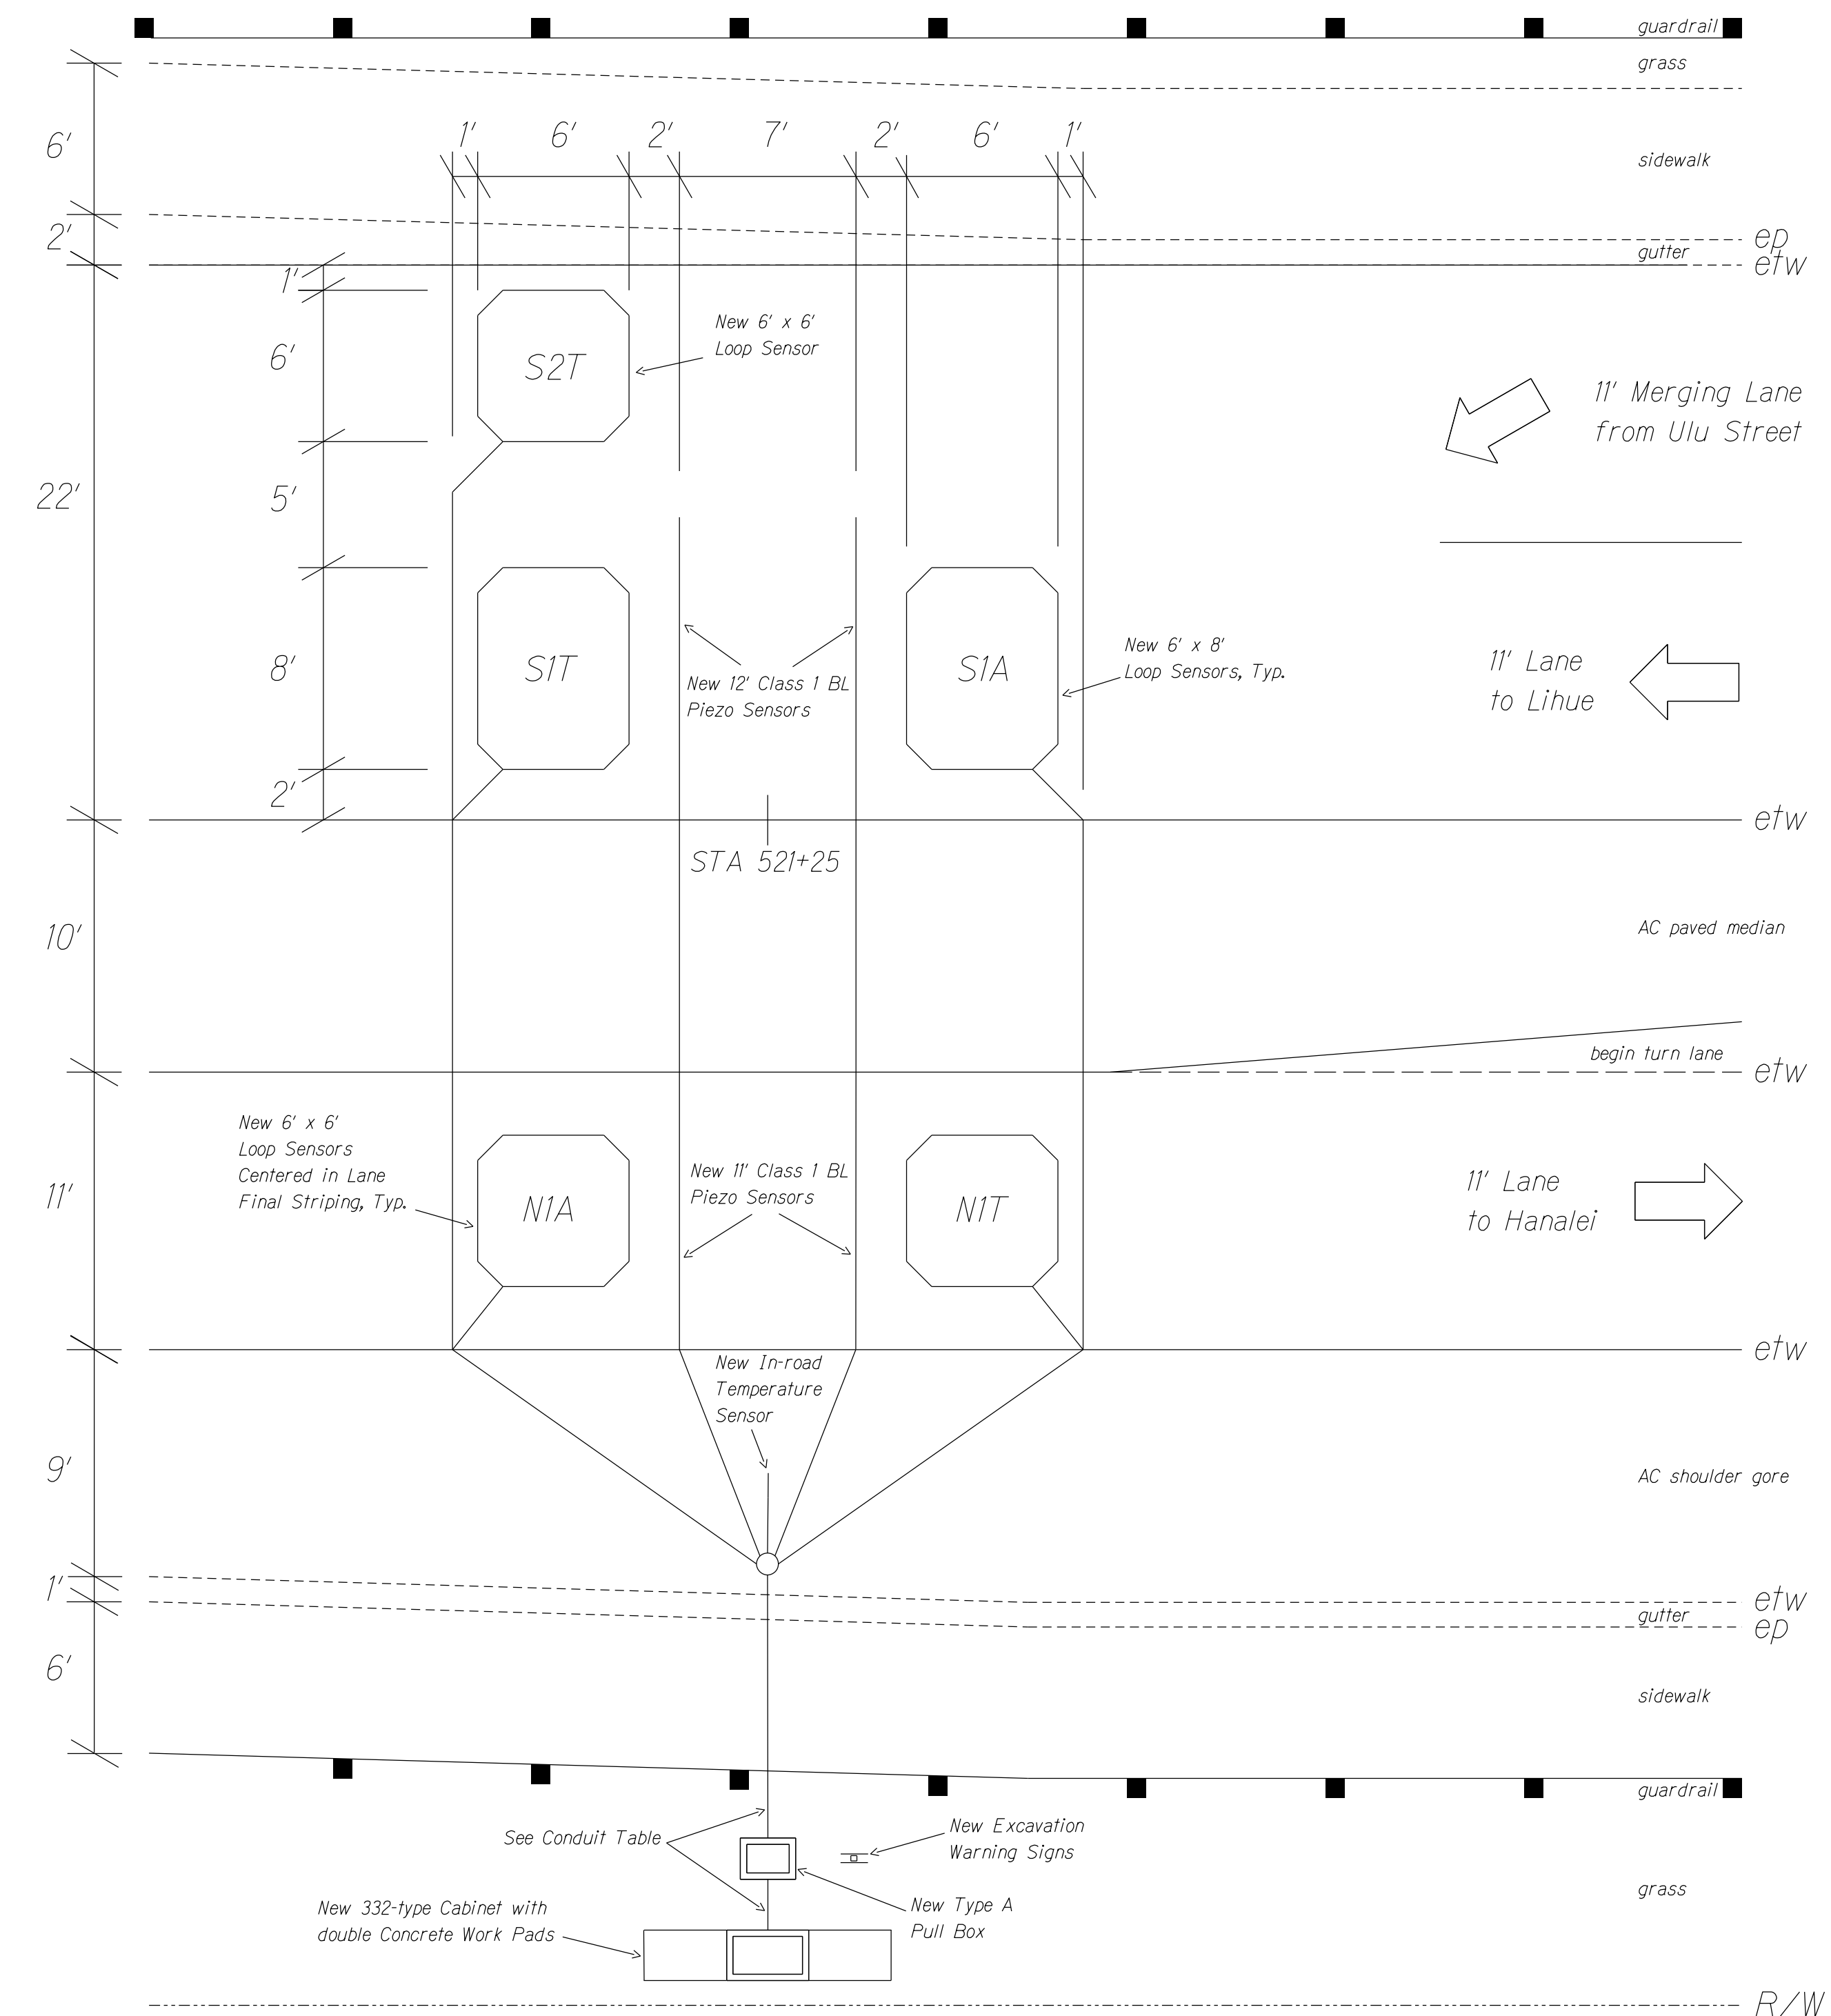 guardrail
grass
1' 6' 2' 7' 2' 6' 1'
6'
sidewalk
2'
ep
gutter
etw
1'
New 6' x 6'
Loop Sensor
S2T
6'
11' Merging Lane
from Ulu Street
22'
5'
New 6' x 8'
Loop Sensors, Typ.
8'
S1T
S1A
11' Lane
to Lihue
New 12' Class 1 BL
Piezo Sensors
2'
etw
STA 521+25
10'
AC paved median
begin turn lane
etw
New 6' x 6'
Loop Sensors
Centered in Lane
Final Striping, Typ.
New 11' Class 1 BL
Piezo Sensors
11'
N1A
N1T
11' Lane
to Hanalei
etw
New In-road
Temperature
Sensor
9'
AC shoulder gore
1'
etw
gutter
ep
6'
sidewalk
guardrail
See Conduit Table
New Excavation
Warning Signs
grass
New 332-type Cabinet with
double Concrete Work Pads
New Type A
Pull Box
R/W